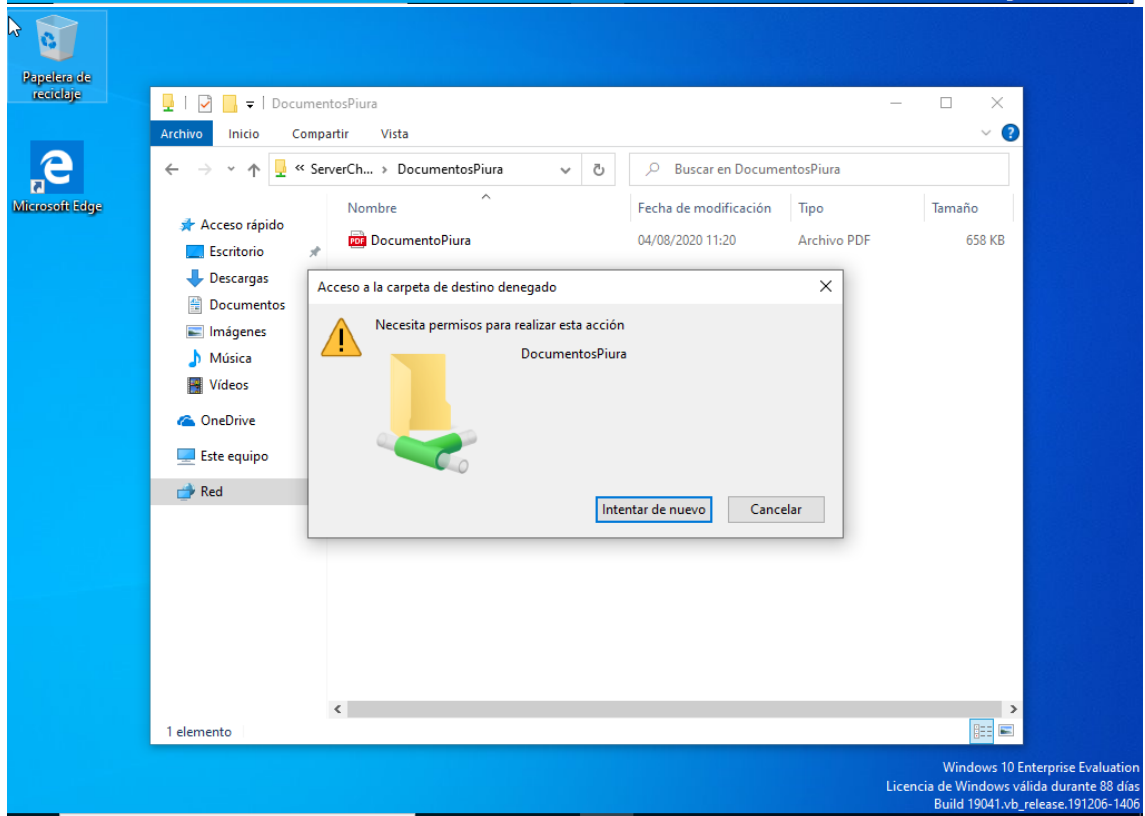 Papelera de
reciclaje
Microsoft Edge
DocumentosPiura
Archivo Inicio Compartir Vista
« ServerCh... › DocumentosPiura
Buscar en DocumentosPiura
Nombre Fecha de modificación Tipo Tamaño
DocumentoPiura 04/08/2020 11:20 Archivo PDF 658 KB
Acceso rápido
Escritorio
Descargas
Documentos
Imágenes
Música
Vídeos
OneDrive
Este equipo
Red
Acceso a la carpeta de destino denegado
Necesita permisos para realizar esta acción
DocumentosPiura
Intentar de nuevo Cancelar
1 elemento
Windows 10 Enterprise Evaluation
Licencia de Windows válida durante 88 días
Build 19041.vb_release.191206-1406